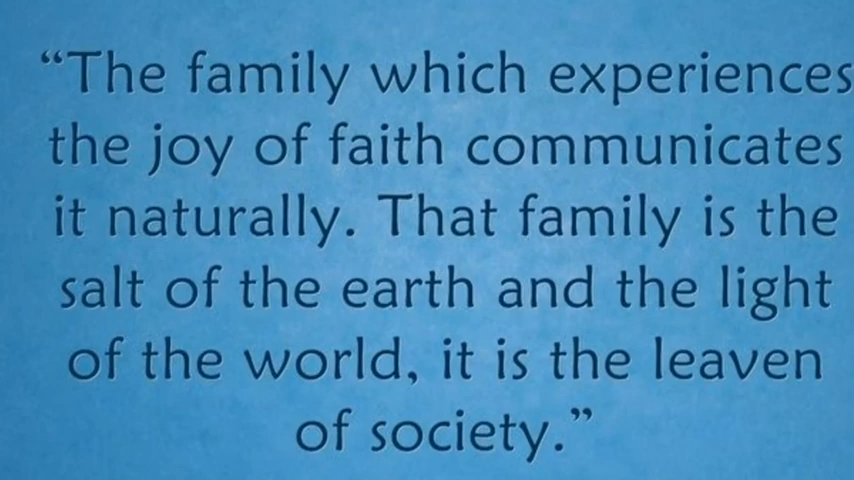 “The family which experiences
the joy of faith communicates
it naturally. That family is the
salt of the earth and the light
of the world, it is the leaven
of society.”